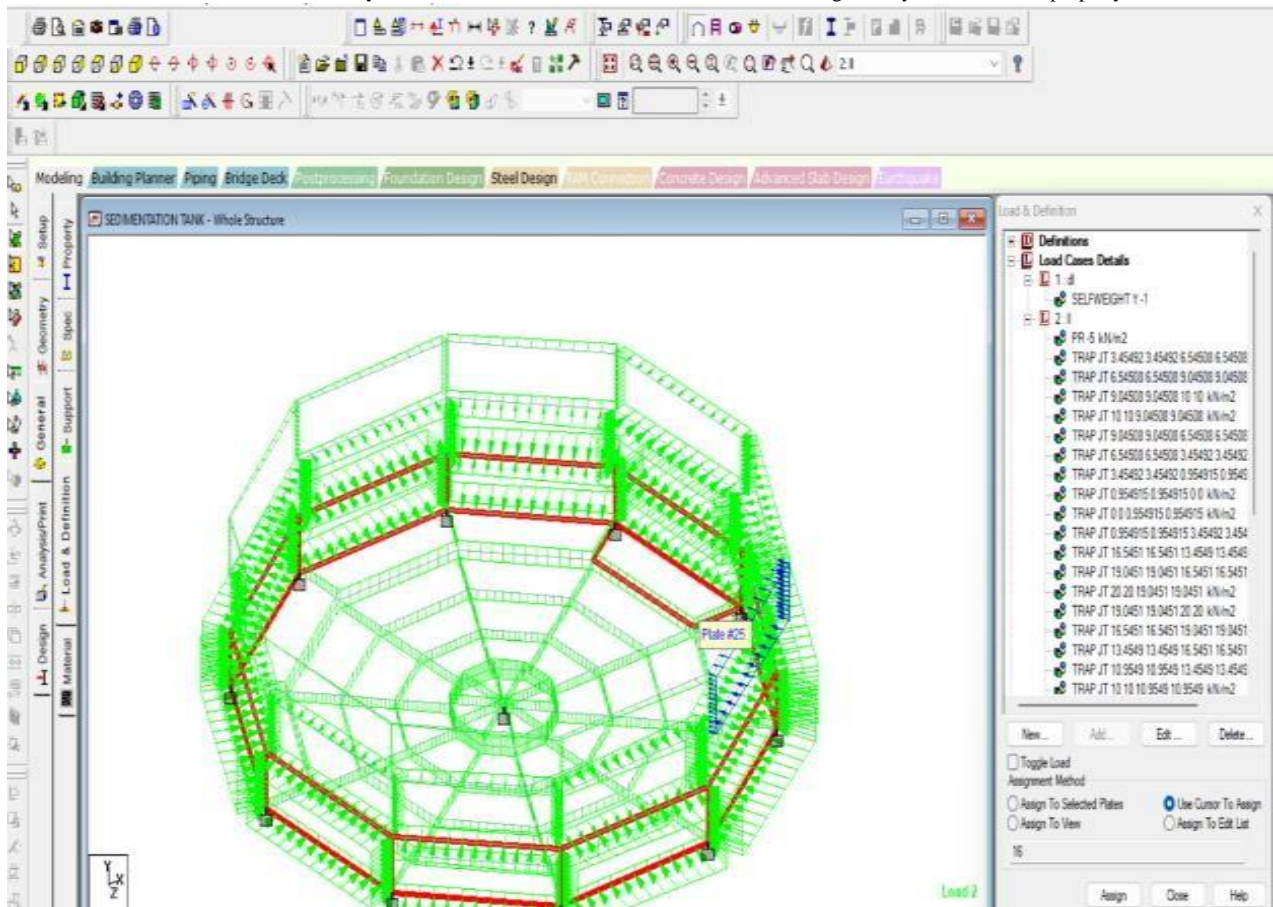 2:ll
Modeling Building Planner Piping Bridge Deck Postprocessing Foundation Design Steel Design RAM Connection Concrete Design Advanced Slab Design Earthquake
Setup
Geometry
General
Analysis/Print
Design
Property
Spec
Support
Load & Definition
Material
SEDIMENTATION TANK - Whole Structure
Plate #25
Load 2
Y
X
Z
Load & Definition
Definitions
Load Cases Details
1 : dl
SELFWEIGHT Y -1
2 : ll
PR -5 kN/m2
TRAP JT 3.45492 3.45492 6.54508 6.54508
TRAP JT 6.54508 6.54508 9.04508 9.04508
TRAP JT 9.04508 9.04508 10 10 kN/m2
TRAP JT 10 10 9.04508 9.04508 kN/m2
TRAP JT 9.04508 9.04508 6.54508 6.54508
TRAP JT 6.54508 6.54508 3.45492 3.45492
TRAP JT 3.45492 3.45492 0.954915 0.9549
TRAP JT 0.954915 0.954915 0 0 kN/m2
TRAP JT 0 0 0.954915 0.954915 kN/m2
TRAP JT 0.954915 0.954915 3.45492 3.454
TRAP JT 16.5451 16.5451 13.4549 13.4549
TRAP JT 19.0451 19.0451 16.5451 16.5451
TRAP JT 20 20 19.0451 19.0451 kN/m2
TRAP JT 19.0451 19.0451 20 20 kN/m2
TRAP JT 16.5451 16.5451 19.0451 19.0451
TRAP JT 13.4549 13.4549 16.5451 16.5451
TRAP JT 10.9549 10.9549 13.4549 13.4549
TRAP JT 10 10 10.9549 10.9549 kN/m2
New... Add... Edit... Delete...
Toggle Load
Assignment Method
Assign To Selected Plates Use Cursor To Assign
Assign To View Assign To Edit List
16
Assign Close Help